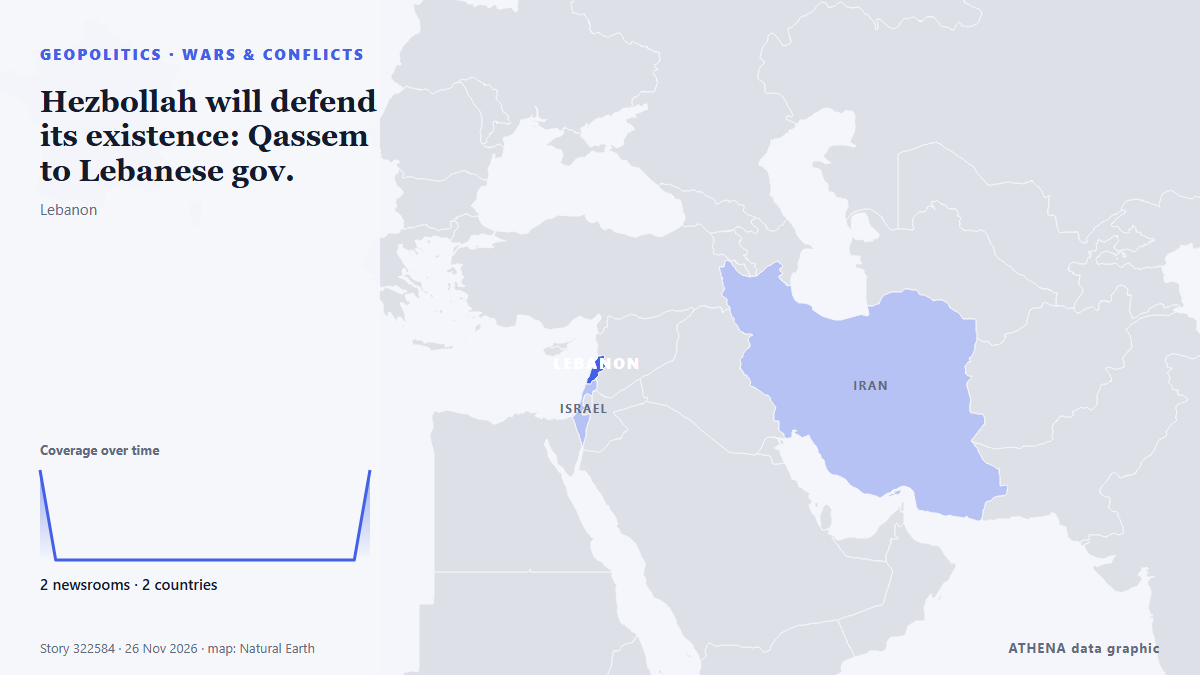 GEOPOLITICS · WARS & CONFLICTS
Hezbollah will defend
its existence: Qassem
to Lebanese gov.
Lebanon
LEBANON
ISRAEL
IRAN
Coverage over time
2 newsrooms · 2 countries
Story 322584 · 26 Nov 2026 · map: Natural Earth
ATHENA data graphic